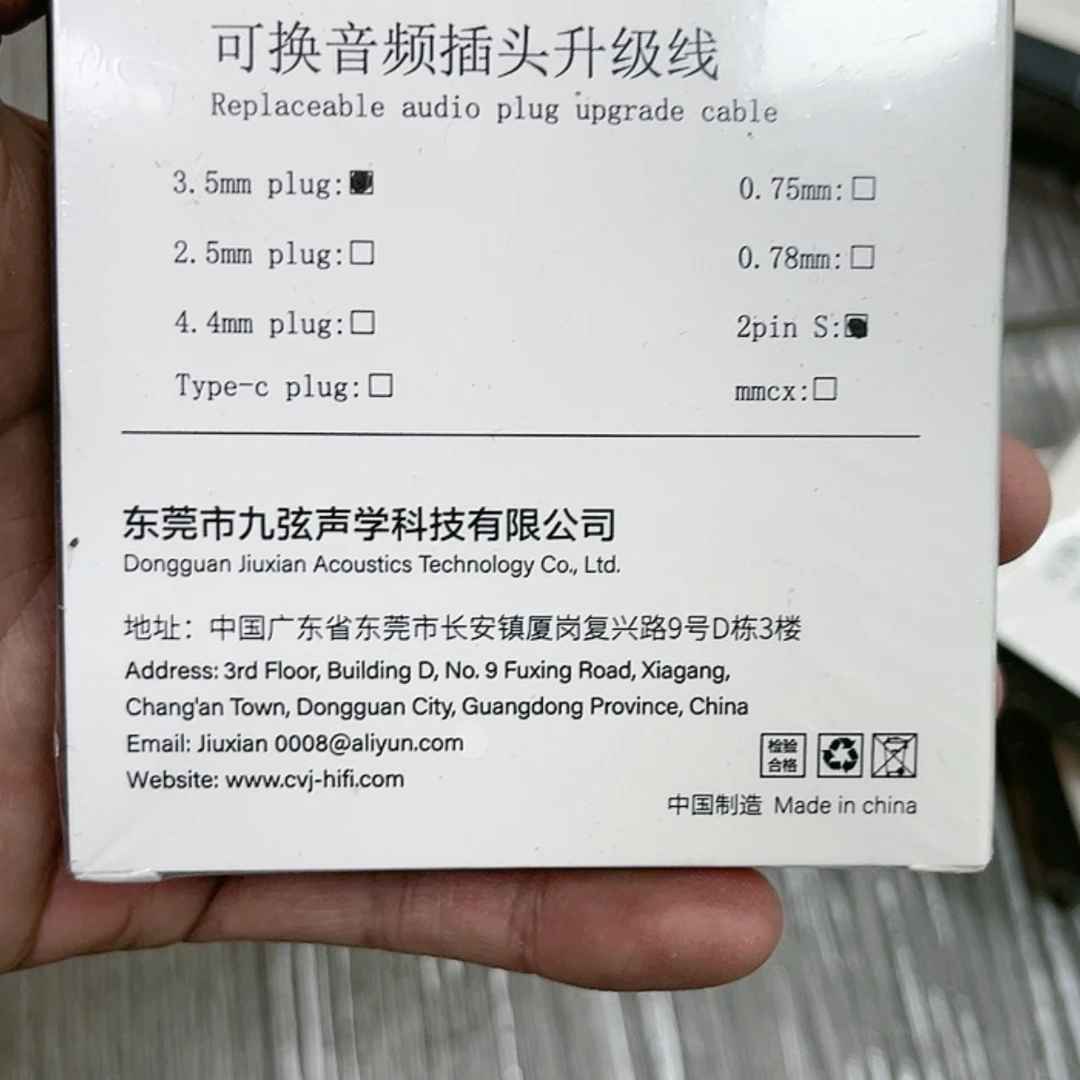 可换音频插头升级线
Replaceable audio plug upgrade cable
3.5mm plug:
0.75mm:
2.5mm plug:
0.78mm:
4.4mm plug:
2pin S:
Type-c plug:
mmcx:
东莞市九弦声学科技有限公司
Dongguan Jiuxian Acoustics Technology Co., Ltd.
地址：中国广东省东莞市长安镇厦岗复兴路9号D栋3楼
Address: 3rd Floor, Building D, No. 9 Fuxing Road, Xiagang,
Chang'an Town, Dongguan City, Guangdong Province, China
Email: Jiuxian 0008@aliyun.com
Website: www.cvj-hifi.com
检验
合格
中国制造 Made in china